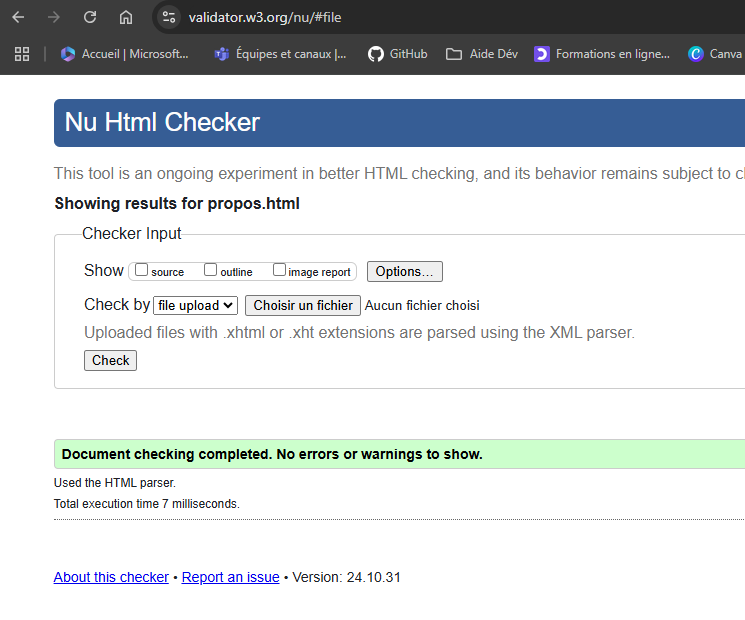 validator.w3.org/nu/#file
Accueil | Microsoft... Équipes et canaux |... GitHub Aide Dév Formations en ligne... Canva
Nu Html Checker
This tool is an ongoing experiment in better HTML checking, and its behavior remains subject to
Showing results for propos.html
Checker Input
Show source outline image report Options...
Check by file upload Choisir un fichier Aucun fichier choisi
Uploaded files with .xhtml or .xht extensions are parsed using the XML parser.
Check
Document checking completed. No errors or warnings to show.
Used the HTML parser.
Total execution time 7 milliseconds.
About this checker • Report an issue • Version: 24.10.31